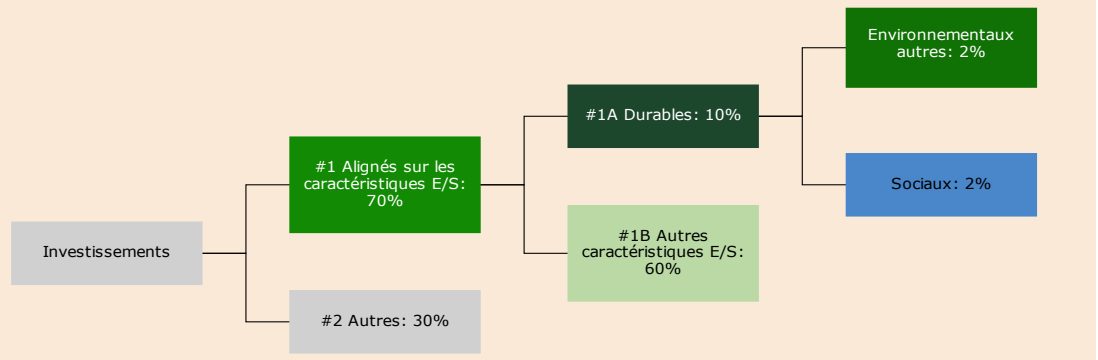 Investissements
#1 Alignés sur les
caractéristiques E/S:
70%
#2 Autres: 30%
#1A Durables: 10%
#1B Autres
caractéristiques E/S:
60%
Environnementaux
autres: 2%
Sociaux: 2%